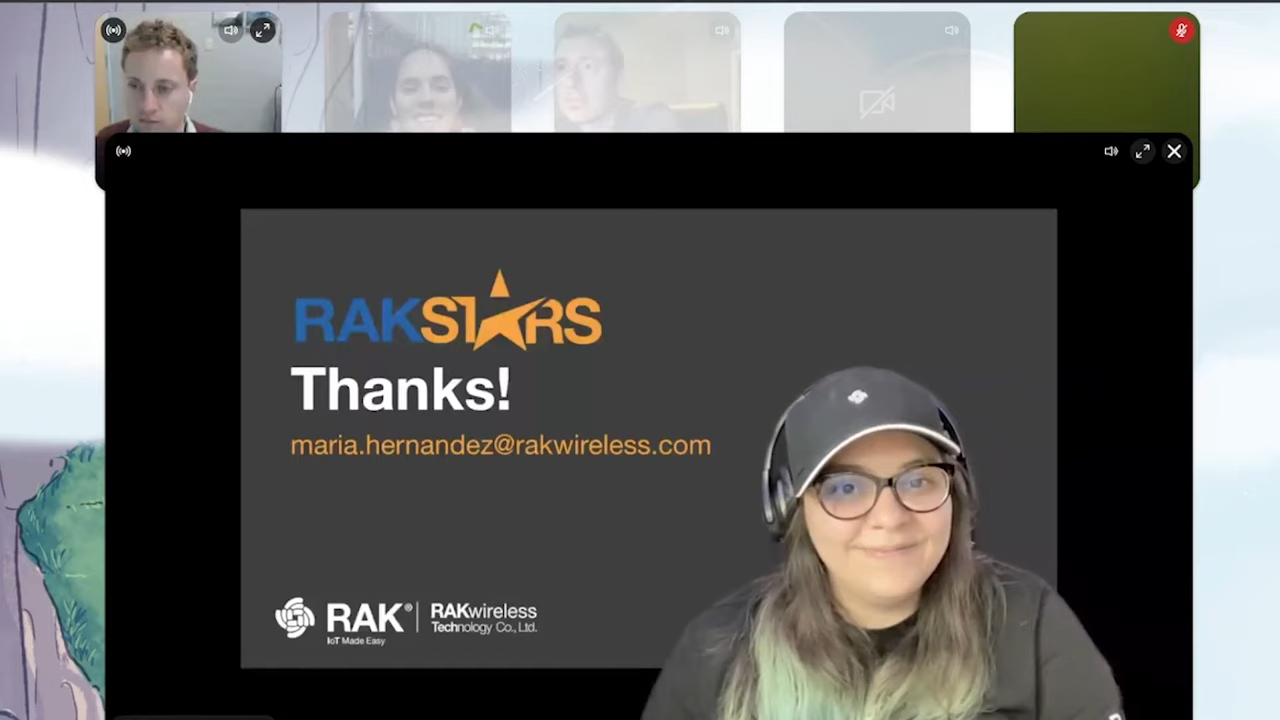 RAKSTARS
Thanks!
maria.hernandez@rakwireless.com
RAK® | RAKwireless
IoT Made Easy
Technology Co., Ltd.